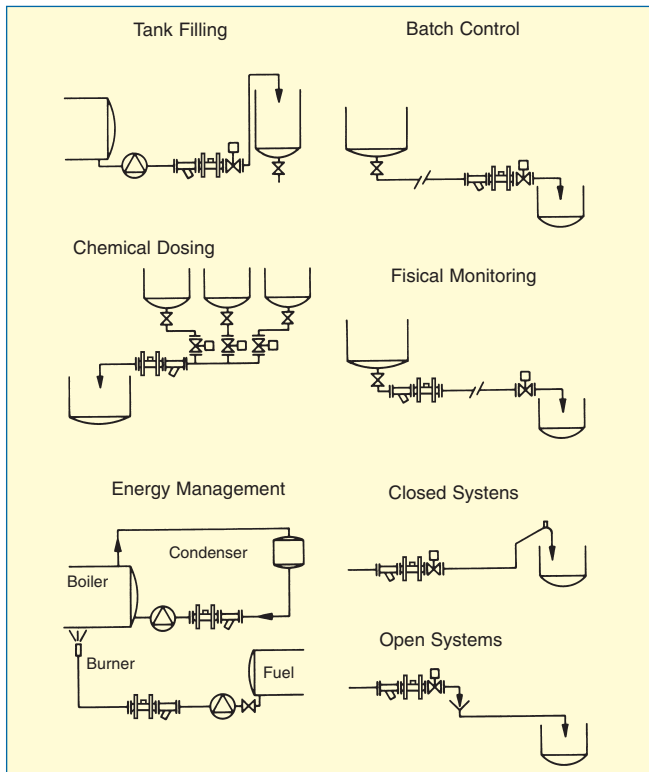 Tank Filling
Batch Control
Chemical Dosing
Fisical Monitoring
Energy Management
Condenser
Boiler
Burner
Fuel
Closed Systens
Open Systems